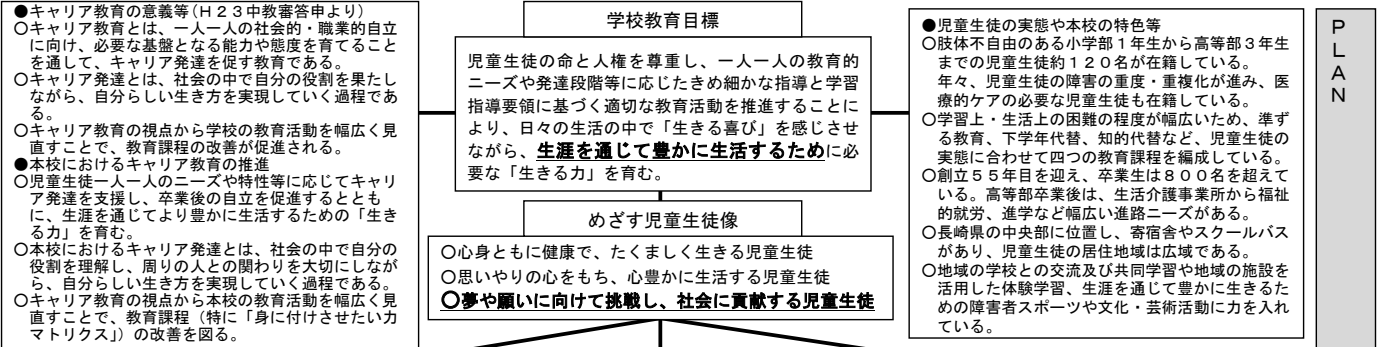 ●キャリア教育の意義等(H23中教審答申より)
〇キャリア教育とは、一人一人の社会的・職業的自立
に向け、必要な基盤となる能力や態度を育てること
を通して、キャリア発達を促す教育である。
〇キャリア発達とは、社会の中で自分の役割を果たし
ながら、自分らしい生き方を実現していく過程であ
る。
〇キャリア教育の視点から学校の教育活動を幅広く見
直すことで、教育課程の改善が促進される。
●本校におけるキャリア教育の推進
〇児童生徒一人一人のニーズや特性等に応じてキャリ
ア発達を支援し、卒業後の自立を促進するととも
に、生涯を通じてより豊かに生活するための「生き
る力」を育む。
〇本校におけるキャリア発達とは、社会の中で自分の
役割を理解し、周りの人との関わりを大切にしなが
ら、自分らしい生き方を実現していく過程である。
〇キャリア教育の視点から本校の教育活動を幅広く見
直すことで、教育課程（特に「身に付けさせたい力
マトリクス」）の改善を図る。
学校教育目標
児童生徒の命と人権を尊重し、一人一人の教育的
ニーズや発達段階等に応じたきめ細かな指導と学習
指導要領に基づく適切な教育活動を推進することに
より、日々の生活の中で「生きる喜び」を感じさせ
ながら、生涯を通じて豊かに生活するために必
要な「生きる力」を育む。
めざす児童生徒像
〇心身ともに健康で、たくましく生きる児童生徒
〇思いやりの心をもち、心豊かに生活する児童生徒
〇夢や願いに向けて挑戦し、社会に貢献する児童生徒
●児童生徒の実態や本校の特色等
〇肢体不自由のある小学部１年生から高等部３年生
までの児童生徒約１２０名が在籍している。
年々、児童生徒の障害の重度・重複化が進み、医
療的ケアの必要な児童生徒も在籍している。
〇学習上・生活上の困難の程度が幅広いため、準ず
る教育、下学年代替、知的代替など、児童生徒の
実態に合わせて四つの教育課程を編成している。
〇創立５５年目を迎え、卒業生は８００名を超えて
いる。高等部卒業後は、生活介護事業所から福祉
的就労、進学など幅広い進路ニーズがある。
〇長崎県の中央部に位置し、寄宿舎やスクールバス
があり、児童生徒の居住地域は広域である。
〇地域の学校との交流及び共同学習や地域の施設を
活用した体験学習、生涯を通じて豊かに生きるた
めの障害者スポーツや文化・芸術活動に力を入れ
ている。
PLAN